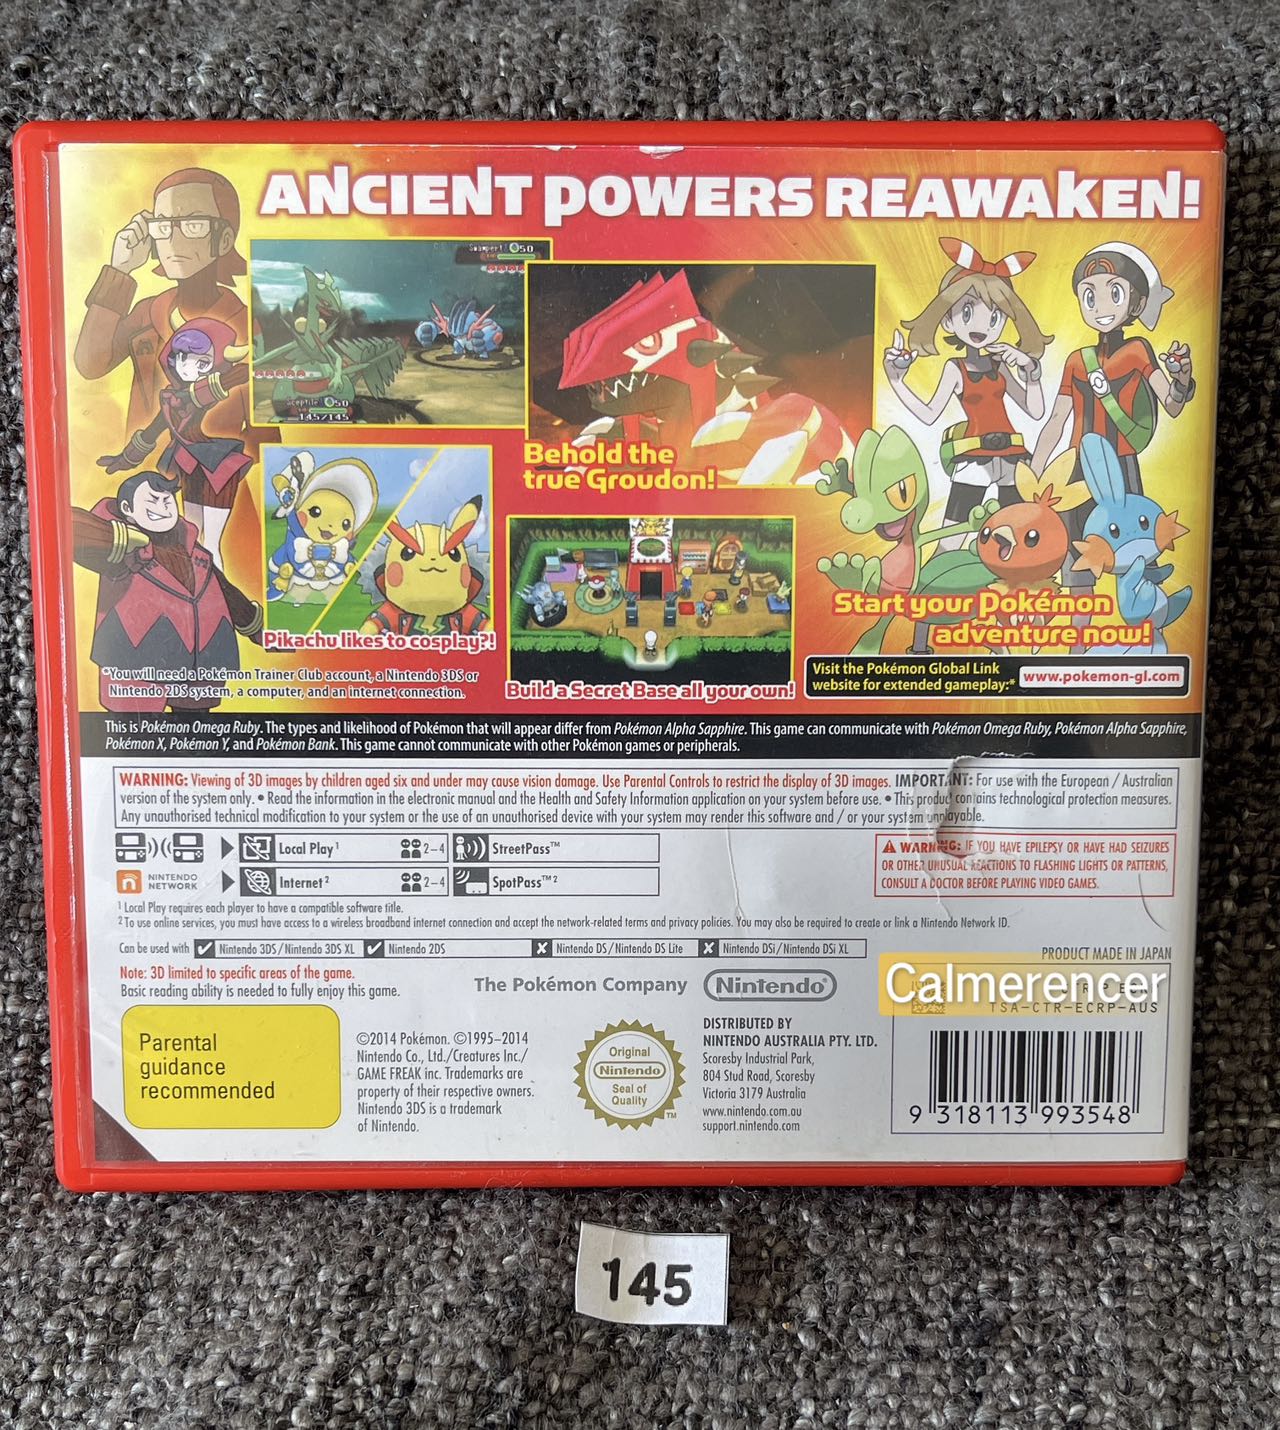 ANCIENT POWERS REAWAKEN!
Swampert 50
Sceptile 50
145/145
Behold the
true Groudon!
Pikachu likes to cosplay?!
Start your Pokémon
adventure now!
*You will need a Pokémon Trainer Club account, a Nintendo 3DS or
Nintendo 2DS system, a computer, and an internet connection.
Build a Secret Base all your own!
Visit the Pokémon Global Link
website for extended gameplay:*
www.pokemon-gl.com
This is Pokémon Omega Ruby. The types and likelihood of Pokémon that will appear differ from Pokémon Alpha Sapphire. This game can communicate with Pokémon Omega Ruby, Pokémon Alpha Sapphire,
Pokémon X, Pokémon Y, and Pokémon Bank. This game cannot communicate with other Pokémon games or peripherals.
WARNING: Viewing of 3D images by children aged six and under may cause vision damage. Use Parental Controls to restrict the display of 3D images. IMPORTANT: For use with the European / Australian
version of the system only. • Read the information in the electronic manual and the Health and Safety Information application on your system before use. • This product contains technological protection measures.
Any unauthorised technical modification to your system or the use of an unauthorised device with your system may render this software and / or your system unplayable.
Local Play¹ 2-4 StreetPass™
NINTENDO
NETWORK
Internet² 2-4 SpotPass™²
WARNING: IF YOU HAVE EPILEPSY OR HAVE HAD SEIZURES
OR OTHER UNUSUAL REACTIONS TO FLASHING LIGHTS OR PATTERNS,
CONSULT A DOCTOR BEFORE PLAYING VIDEO GAMES.
¹ Local Play requires each player to have a compatible software title.
² To use online services, you must have access to a wireless broadband internet connection and accept the network-related terms and privacy policies. You may also be required to create or link a Nintendo Network ID.
Can be used with Nintendo 3DS/Nintendo 3DS XL Nintendo 2DS Nintendo DS/Nintendo DS Lite Nintendo DSi/Nintendo DSi XL
PRODUCT MADE IN JAPAN
Note: 3D limited to specific areas of the game.
Basic reading ability is needed to fully enjoy this game.
The Pokémon Company Nintendo®
Calmerencer
TSA-CTR-ECRP-AUS
Parental
guidance
recommended
©2014 Pokémon. ©1995–2014
Nintendo Co., Ltd./Creatures Inc./
GAME FREAK inc. Trademarks are
property of their respective owners.
Nintendo 3DS is a trademark
of Nintendo.
Original
Nintendo
Seal of
Quality
TM
DISTRIBUTED BY
NINTENDO AUSTRALIA PTY. LTD.
Scoresby Industrial Park,
804 Stud Road, Scoresby
Victoria 3179 Australia
www.nintendo.com.au
support.nintendo.com
9 318113 993548
145